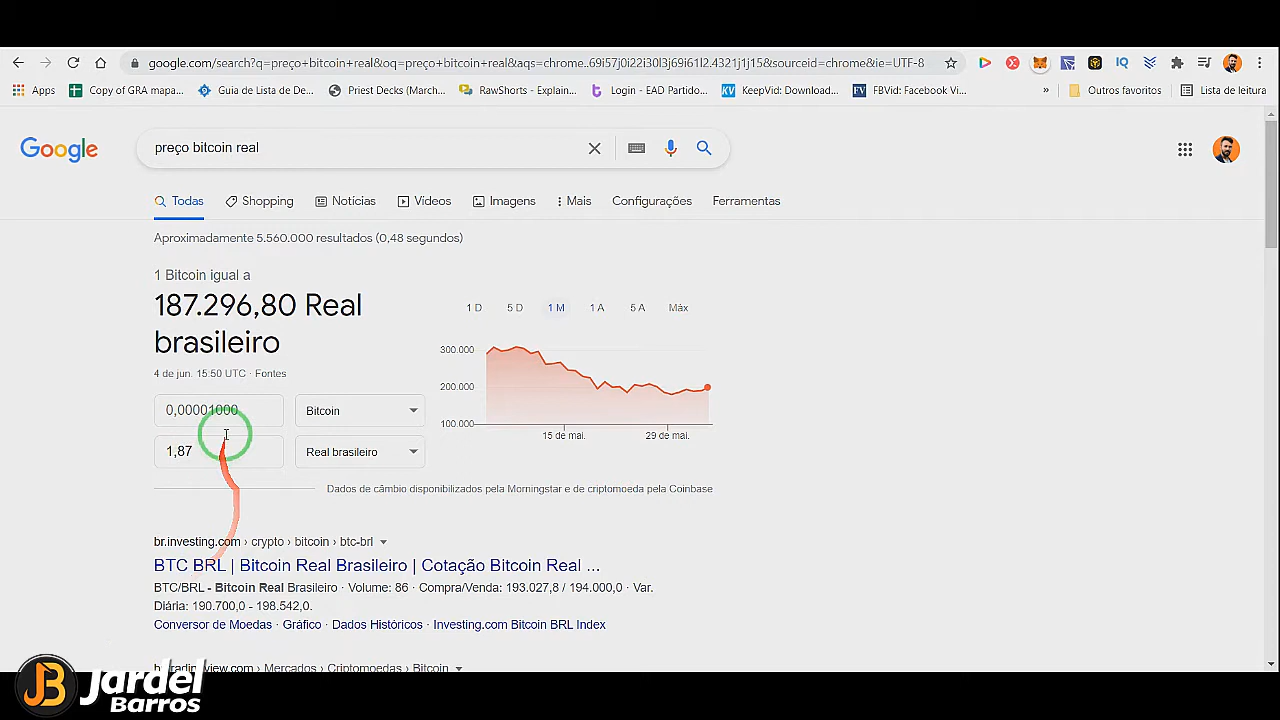 google.com/search?q=preço+bitcoin+real&oq=preço+bitcoin+real&aqs=chrome..69i57j0i22i30l3j69i61l2.4321j1j15&sourceid=chrome&ie=UTF-8
Apps Copy of GRA mapa... Guia de Lista de De... Priest Decks (March... RawShorts - Explain... Login - EAD Partido... KV KeepVid: Download... FV FBVid: Facebook Vi... » Outros favoritos Lista de leitura
Google preço bitcoin real
Todas Shopping Notícias Vídeos Imagens Mais Configurações Ferramentas
Aproximadamente 5.560.000 resultados (0,48 segundos)
1 Bitcoin igual a
187.296,80 Real
brasileiro
4 de jun. 15:50 UTC · Fontes
0,00001000 Bitcoin
1,87 Real brasileiro
1 D 5 D 1 M 1 A 5 A Máx
300.000
200.000
100.000
15 de mai. 29 de mai.
Dados de câmbio disponibilizados pela Morningstar e de criptomoeda pela Coinbase
br.investing.com › crypto › bitcoin › btc-brl
BTC BRL | Bitcoin Real Brasileiro | Cotação Bitcoin Real ...
BTC/BRL - Bitcoin Real Brasileiro · Volume: 86 · Compra/Venda: 193.027,8 / 194.000,0 · Var.
Diária: 190.700,0 - 198.542,0.
Conversor de Moedas · Gráfico · Dados Históricos · Investing.com Bitcoin BRL Index
› Mercados › Criptomoedas › Bitcoin
JB Jardel
Barros